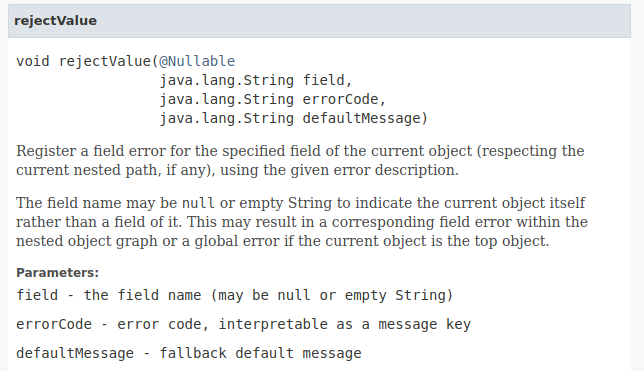 rejectValue
void rejectValue(@Nullable
java.lang.String field,
java.lang.String errorCode,
java.lang.String defaultMessage)
Register a field error for the specified field of the current object (respecting the
current nested path, if any), using the given error description.
The field name may be null or empty String to indicate the current object itself
rather than a field of it. This may result in a corresponding field error within the
nested object graph or a global error if the current object is the top object.
Parameters:
field - the field name (may be null or empty String)
errorCode - error code, interpretable as a message key
defaultMessage - fallback default message